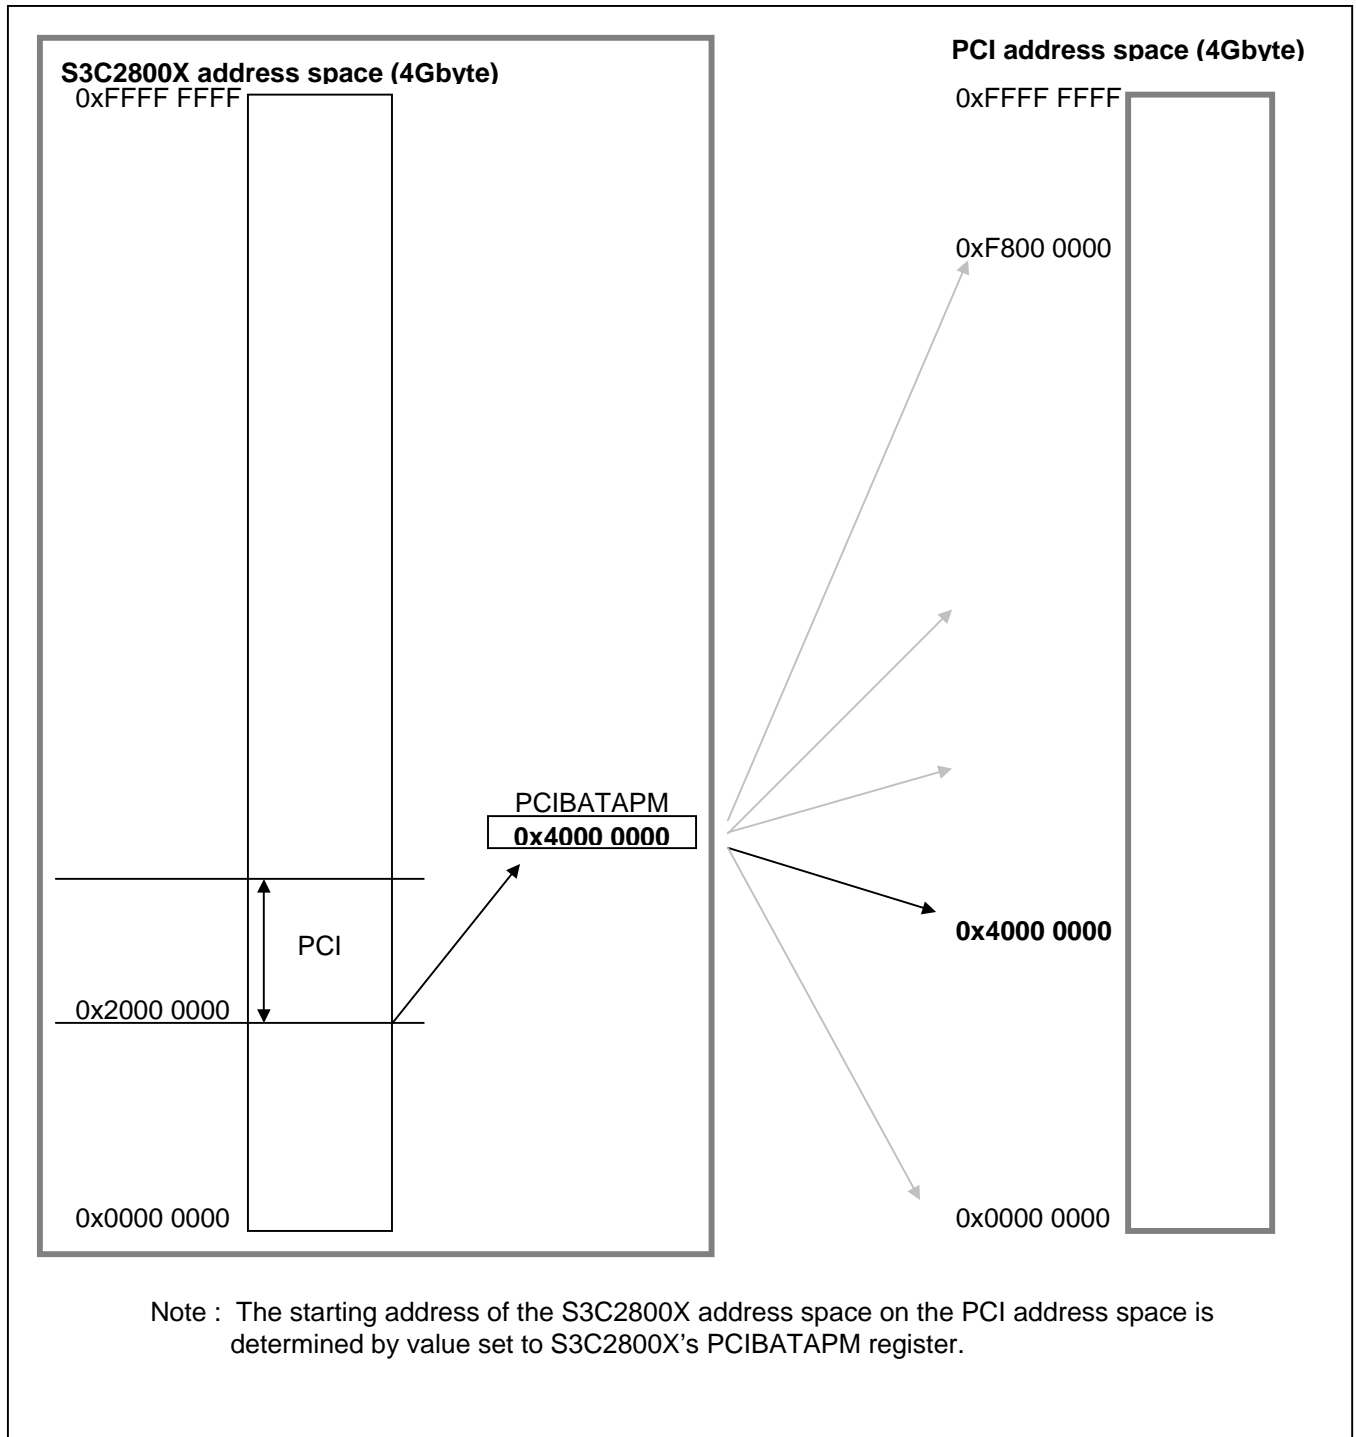 S3C2800X address space (4Gbyte)
0xFFFF FFFF
PCIBATAPM
0x4000 0000
PCI
0x2000 0000
0x0000 0000
PCI address space (4Gbyte)
0xFFFF FFFF
0xF800 0000
0x4000 0000
0x0000 0000
Note : The starting address of the S3C2800X address space on the PCI address space is
determined by value set to S3C2800X's PCIBATAPM register.